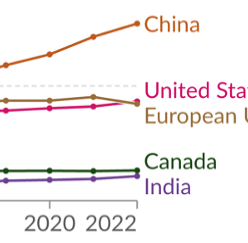 China
United Sta
European U
Canada
India
2020 2022